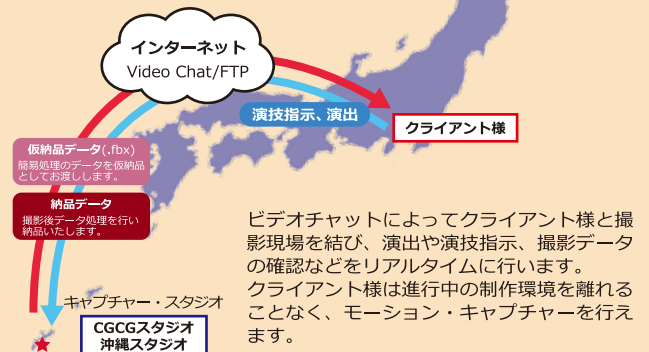 インターネット
Video Chat/FTP
演技指示、演出
クライアント様
仮納品データ(.fbx)
簡易処理のデータを仮納品
としてお渡しします。
納品データ
撮影後データ処理を行い
納品いたします。
ビデオチャットによってクライアント様と撮
影現場を結び、演出や演技指示、撮影データ
の確認などをリアルタイムに行います。
クライアント様は進行中の制作環境を離れる
ことなく、モーション・キャプチャーを行え
ます。
キャプチャー・スタジオ
CGCGスタジオ
沖縄スタジオ